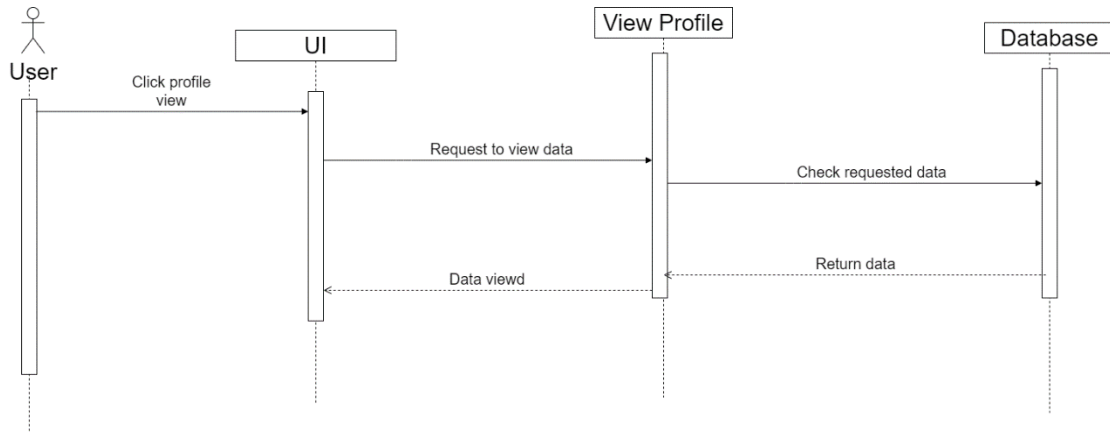 View Profile
UI
Database
User
Click profile
view
Request to view data
Check requested data
Return data
Data viewd